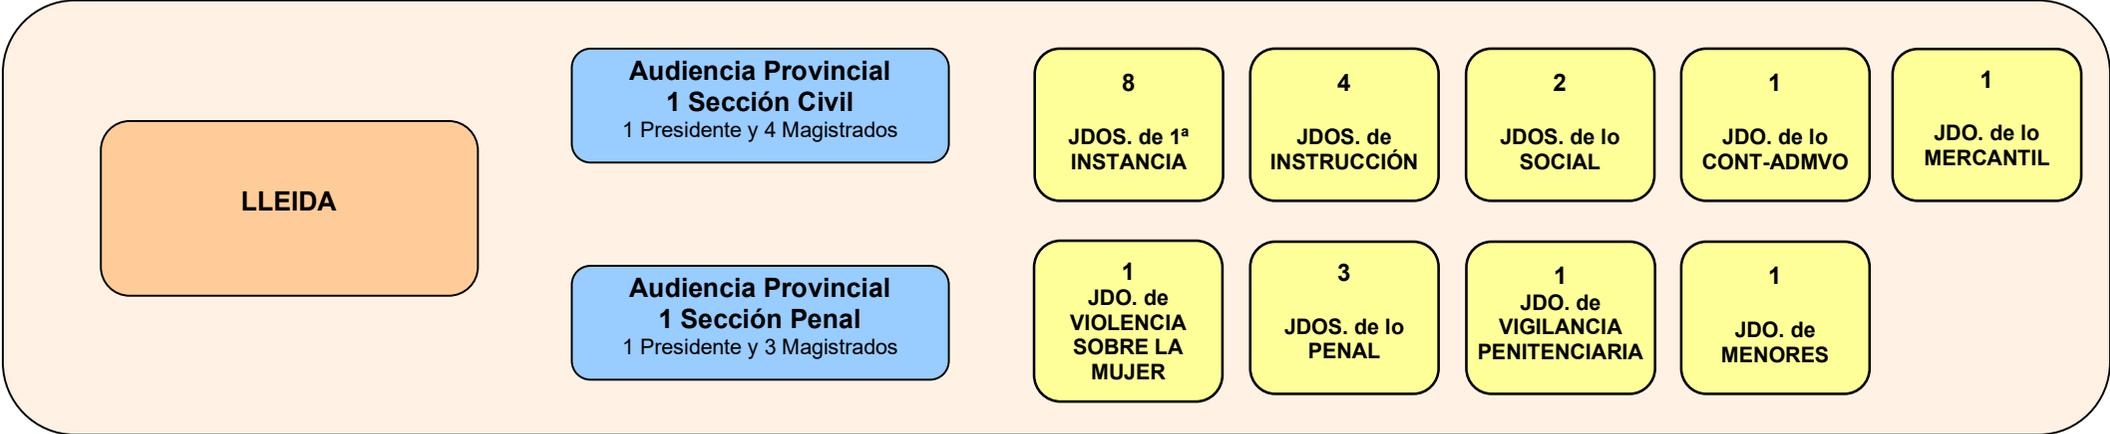 LLEIDA
Audiencia Provincial
1 Sección Civil
1 Presidente y 4 Magistrados
Audiencia Provincial
1 Sección Penal
1 Presidente y 3 Magistrados
8
JDOS. de 1ª
INSTANCIA
4
JDOS. de
INSTRUCCIÓN
2
JDOS. de lo
SOCIAL
1
JDO. de lo
CONT-ADMVO
1
JDO. de lo
MERCANTIL
1
JDO. de
VIOLENCIA
SOBRE LA
MUJER
3
JDOS. de lo
PENAL
1
JDO. de
VIGILANCIA
PENITENCIARIA
1
JDO. de
MENORES